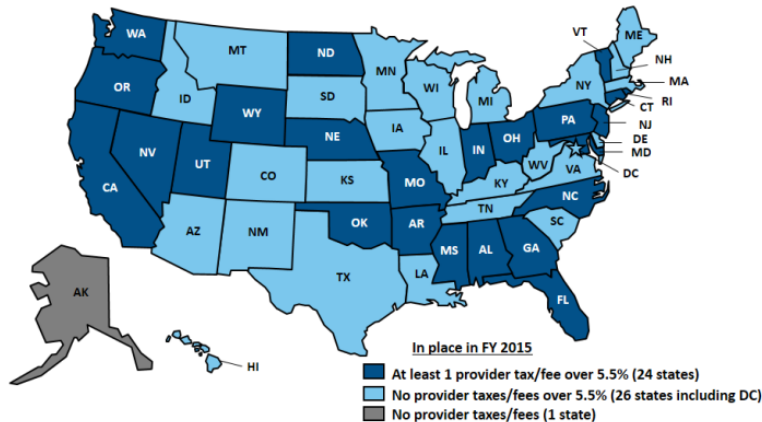 WA
MT
ND
MN
VT
ME
NH
MA
RI
CT
NJ
DE
MD
DC
OR
ID
WY
SD
WI
MI
NY
PA
NV
UT
NE
IA
IL
IN
OH
WV
VA
CA
CO
KS
MO
KY
NC
TN
SC
AZ
NM
OK
AR
MS
AL
GA
TX
LA
FL
AK
HI
In place in FY 2015
At least 1 provider tax/fee over 5.5% (24 states)
No provider taxes/fees over 5.5% (26 states including DC)
No provider taxes/fees (1 state)